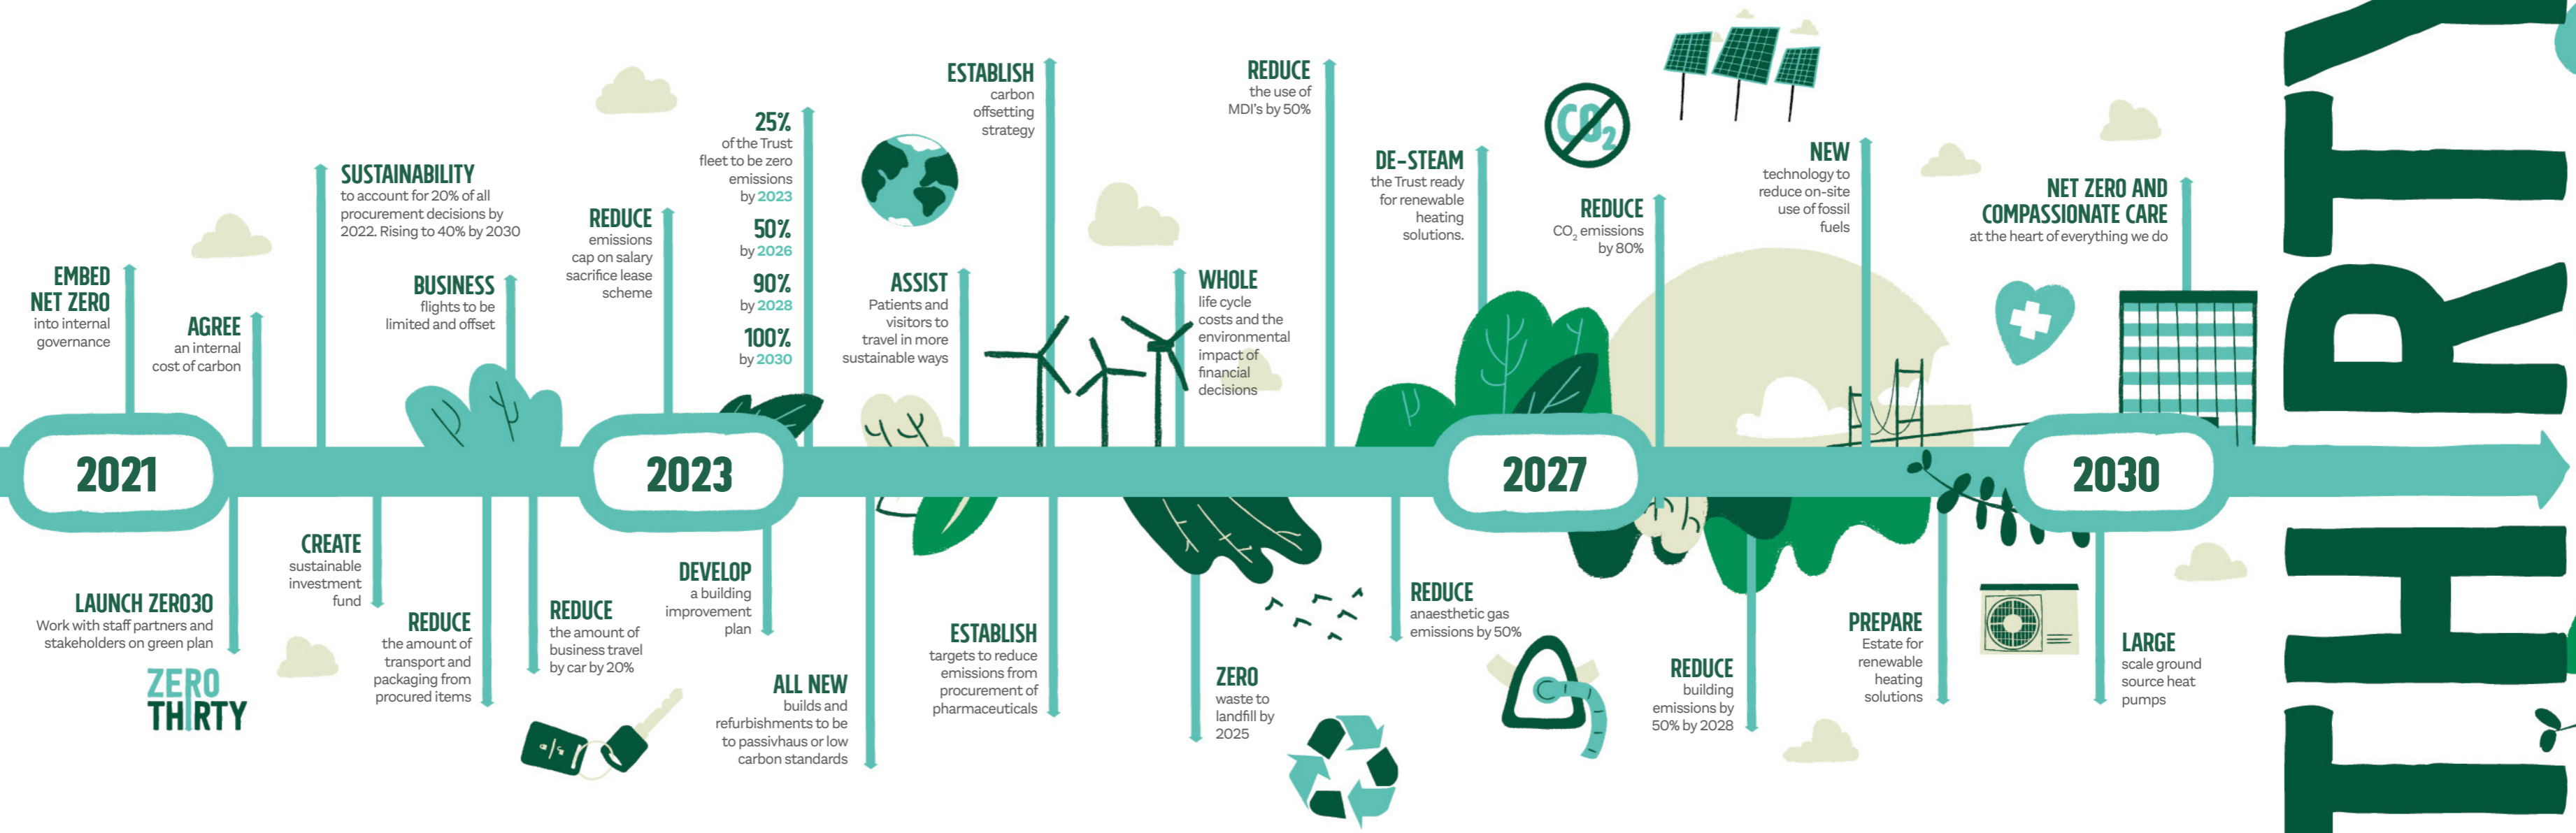 EMBED
NET ZERO
into internal
governance
AGREE
an internal
cost of carbon
SUSTAINABILITY
to account for 20% of all
procurement decisions by
2022. Rising to 40% by 2030
BUSINESS
flights to be
limited and offset
REDUCE
emissions
cap on salary
sacrifice lease
scheme
25%
of the Trust
fleet to be zero
emissions
by 2023
50%
by 2026
90%
by 2028
100%
by 2030
ASSIST
Patients and
visitors to
travel in more
sustainable ways
ESTABLISH
carbon
offsetting
strategy
WHOLE
life cycle
costs and the
environmental
impact of
financial
decisions
REDUCE
the use of
MDI's by 50%
DE-STEAM
the Trust ready
for renewable
heating
solutions.
CO2
REDUCE
CO2 emissions
by 80%
NEW
technology to
reduce on-site
use of fossil
fuels
NET ZERO AND
COMPASSIONATE CARE
at the heart of everything we do
2021
2023
2027
2030
LAUNCH ZERO30
Work with staff partners and
stakeholders on green plan
ZERO
THIRTY
CREATE
sustainable
investment
fund
REDUCE
the amount of
transport and
packaging from
procured items
REDUCE
the amount of
business travel
by car by 20%
DEVELOP
a building
improvement
plan
ALL NEW
builds and
refurbishments to be
to passivhaus or low
carbon standards
ESTABLISH
targets to reduce
emissions from
procurement of
pharmaceuticals
ZERO
waste to
landfill by
2025
REDUCE
anaesthetic gas
emissions by 50%
REDUCE
building
emissions by
50% by 2028
PREPARE
Estate for
renewable
heating
solutions
LARGE
scale ground
source heat
pumps
THIRTY